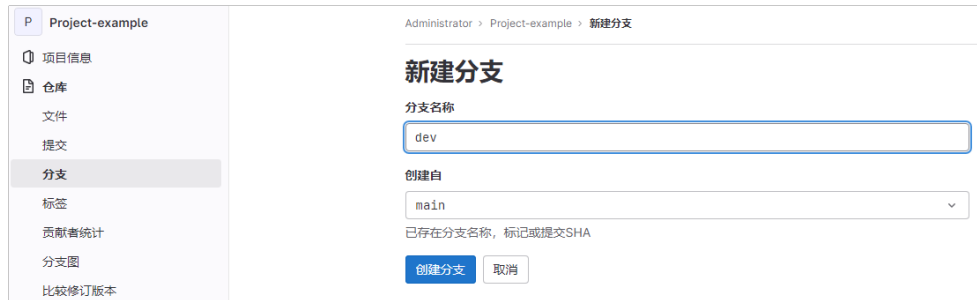 P Project-example
项目信息
仓库
文件
提交
分支
标签
贡献者统计
分支图
比较修订版本
Administrator > Project-example > 新建分支
新建分支
分支名称
dev
创建自
main
已存在分支名称，标记或提交SHA
创建分支 取消